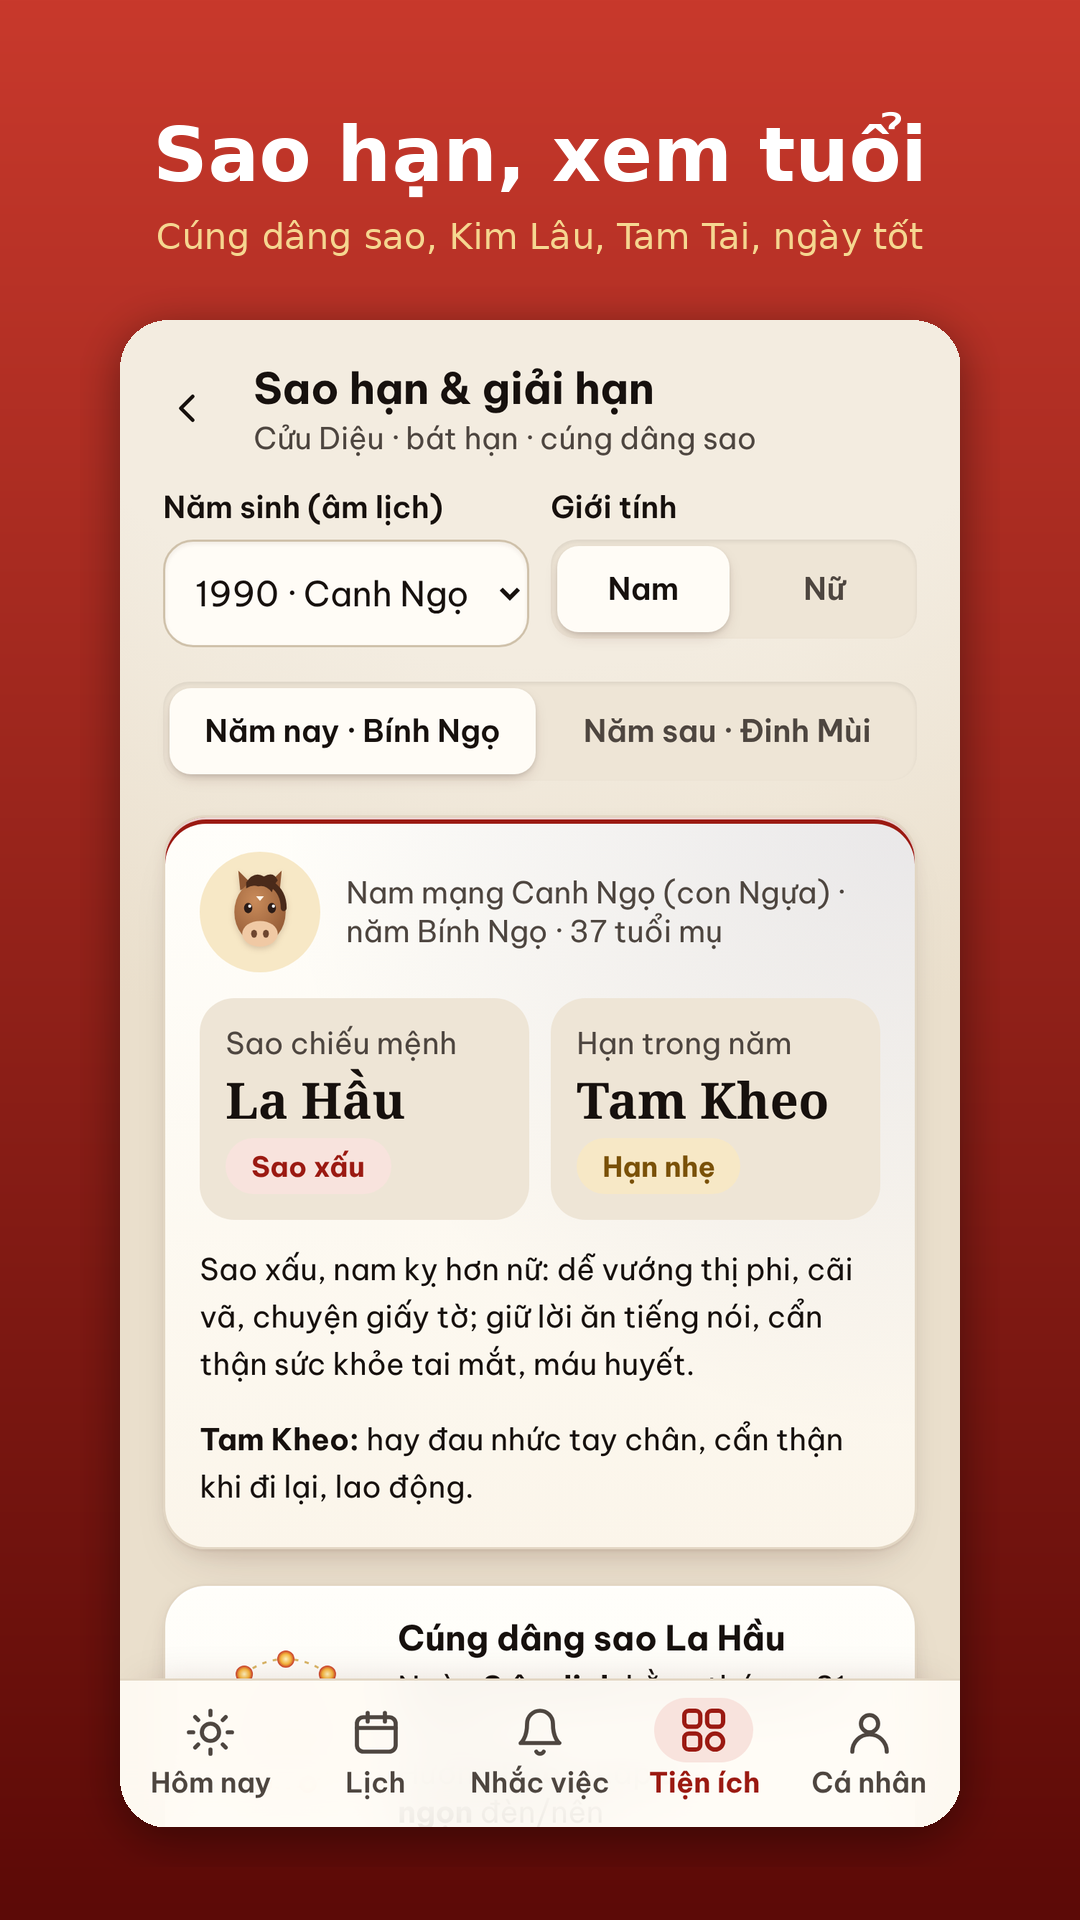 Sao hạn, xem tuổi
Cúng dâng sao, Kim Lâu, Tam Tai, ngày tốt
Sao hạn & giải hạn
Cửu Diệu · bát hạn · cúng dâng sao
Năm sinh (âm lịch)
Giới tính
1990 · Canh Ngọ
Nam
Nữ
Năm nay · Bính Ngọ
Năm sau · Đinh Mùi
Nam mạng Canh Ngọ (con Ngựa) ·
năm Bính Ngọ · 37 tuổi mụ
Sao chiếu mệnh
La Hầu
Sao xấu
Hạn trong năm
Tam Kheo
Hạn nhẹ
Sao xấu, nam kỵ hơn nữ: dễ vướng thị phi, cãi
vã, chuyện giấy tờ; giữ lời ăn tiếng nói, cẩn
thận sức khỏe tai mắt, máu huyết.
Tam Kheo: hay đau nhức tay chân, cẩn thận
khi đi lại, lao động.
Cúng dâng sao La Hầu
Hôm nay
Lịch
Nhắc việc
Tiện ích
Cá nhân
ngọn đèn/nến